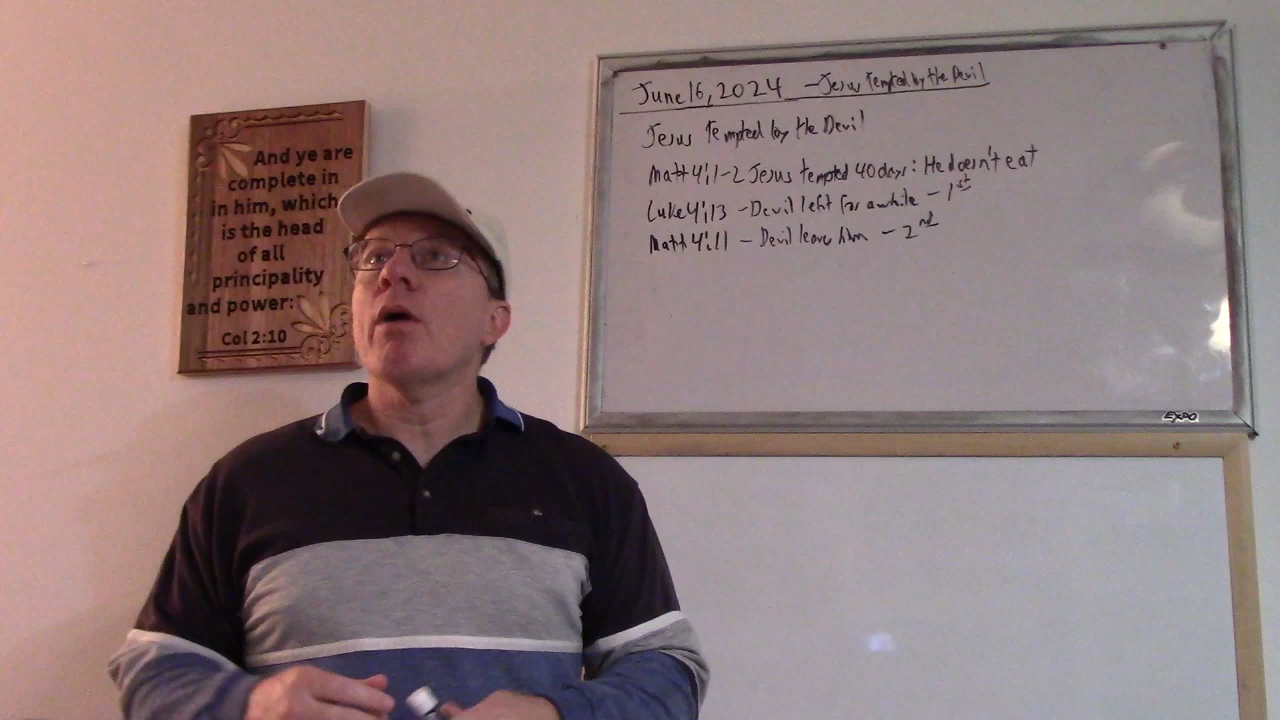 And ye are
complete in
in him, which
is the head
of all
principality
and power:
Col 2:10
June 16, 2024 - Jesus Tempted by the Devil
Jesus Tempted by the Devil
Matt 4:1-2 Jesus tempted 40 days: He doesn't eat
Luke 4:13 - Devil left for awhile - 1st
Matt 4:11 - Devil leave him - 2nd
EXPO